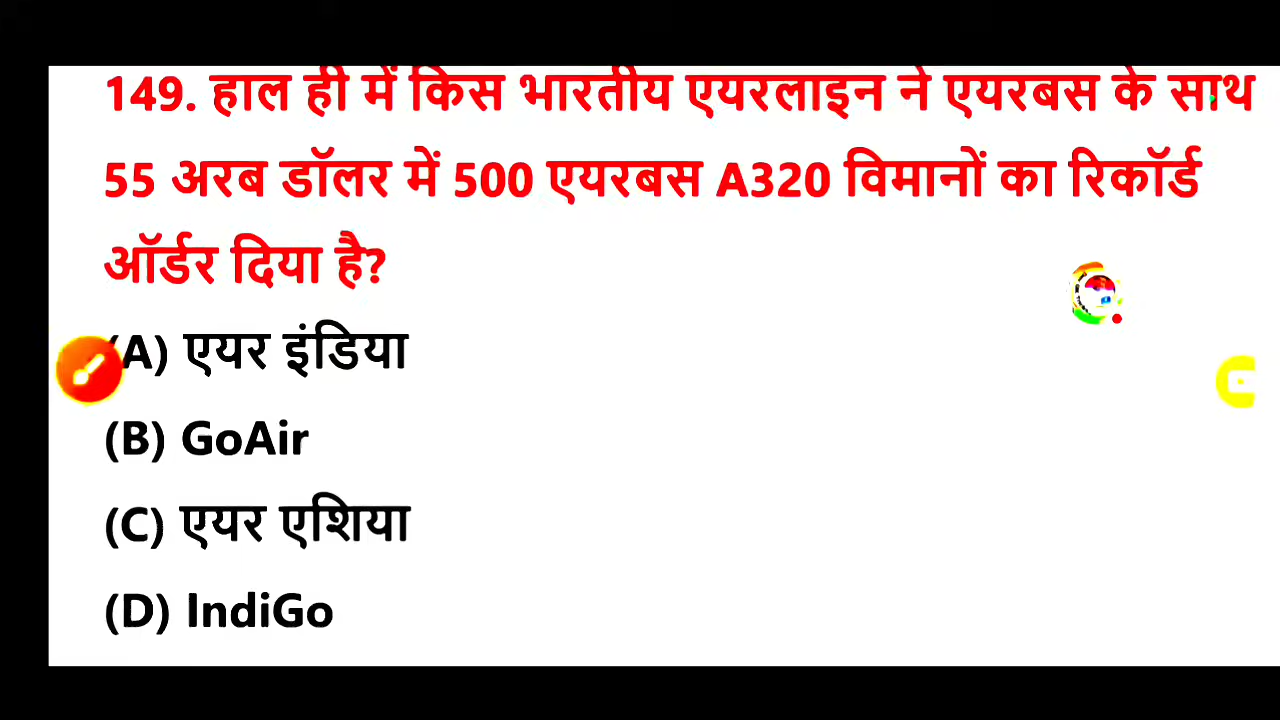 149. हाल ही में किस भारतीय एयरलाइन ने एयरबस के साथ
55 अरब डॉलर में 500 एयरबस A320 विमानों का रिकॉर्ड
ऑर्डर दिया है?
(A) एयर इंडिया
(B) GoAir
(C) एयर एशिया
(D) IndiGo